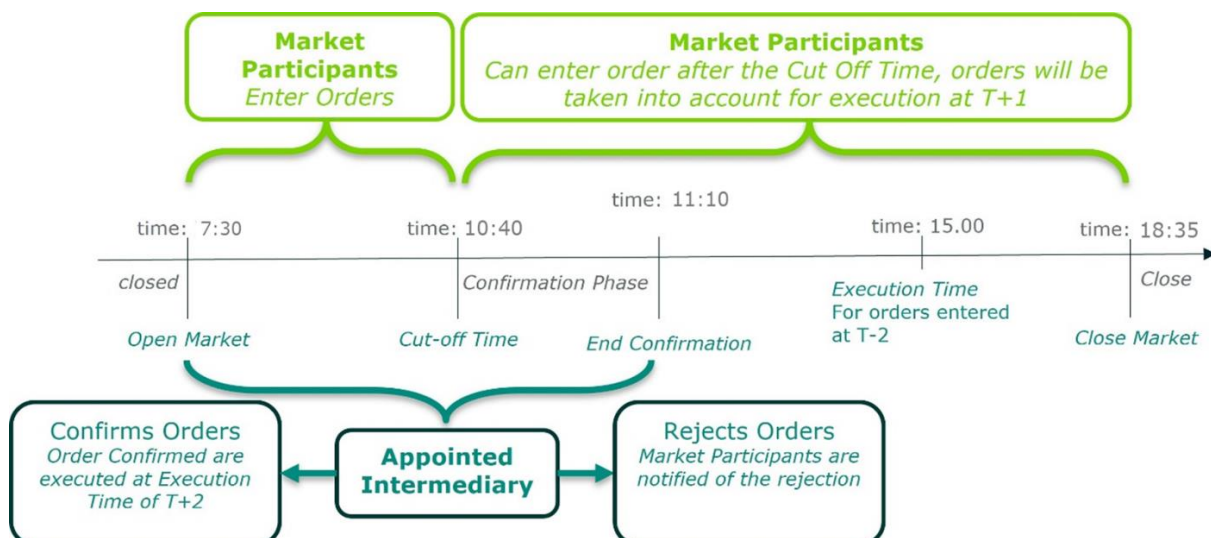 Market
Participants
Enter Orders
Market Participants
Can enter order after the Cut Off Time, orders will be
taken into account for execution at T+1
time: 7:30
time: 10:40
time: 11:10
time: 15.00
time: 18:35
closed
Confirmation Phase
Close
Open Market
Cut-off Time
End Confirmation
Execution Time
For orders entered
at T-2
Close Market
Confirms Orders
Order Confirmed are
executed at Execution
Time of T+2
Appointed
Intermediary
Rejects Orders
Market Participants are
notified of the rejection